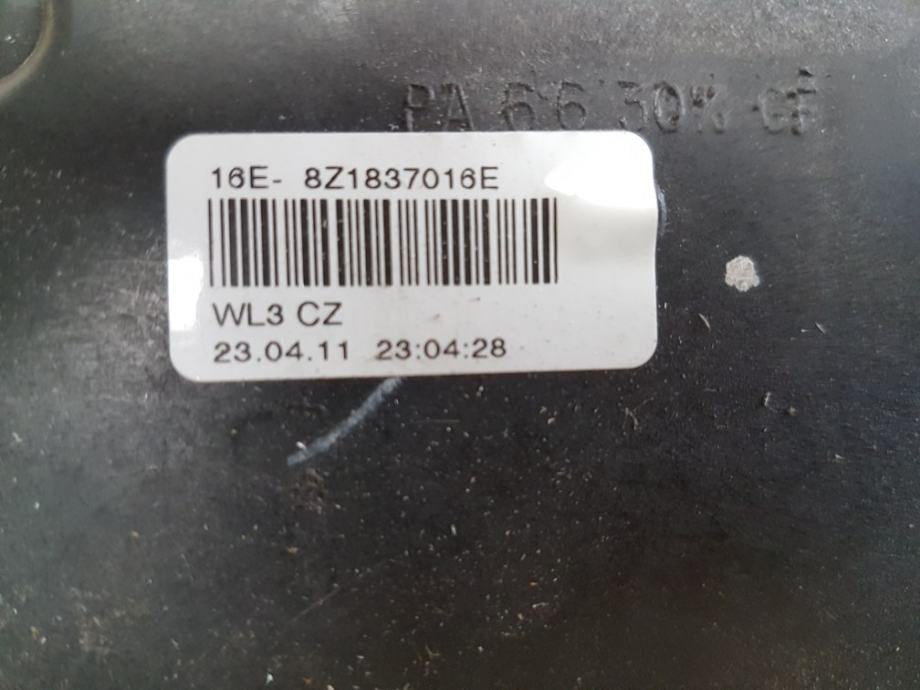 PA 66 30% GF
16E- 8Z1837016E
WL3 CZ
23.04.11 23:04:28